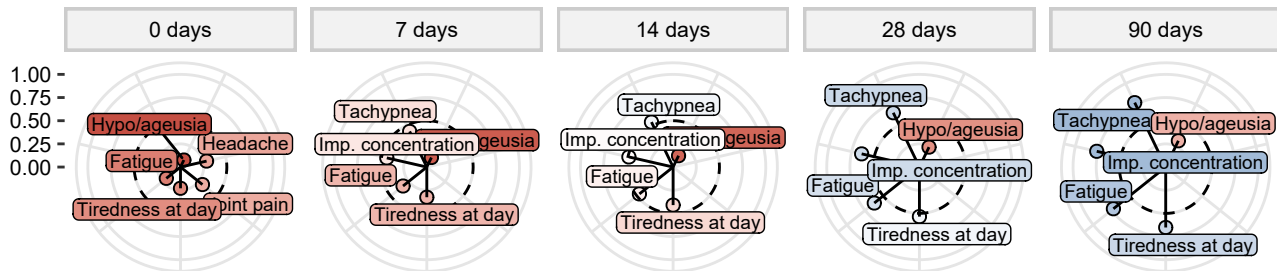 0 days
7 days
14 days
28 days
90 days
1.00
0.75
0.50
0.25
0.00
Hypo/ageusia
Headache
Fatigue
Tiredness at day
oint pain
Tachypnea
Imp. concentration
geusia
Fatigue
Tiredness at day
Tachypnea
Imp. concentration
ageusia
Fatigue
Tiredness at day
Tachypnea
Hypo/ageusia
Imp. concentration
Fatigue
Tiredness at day
Tachypnea
Hypo/ageusia
Imp. concentration
Fatigue
Tiredness at day